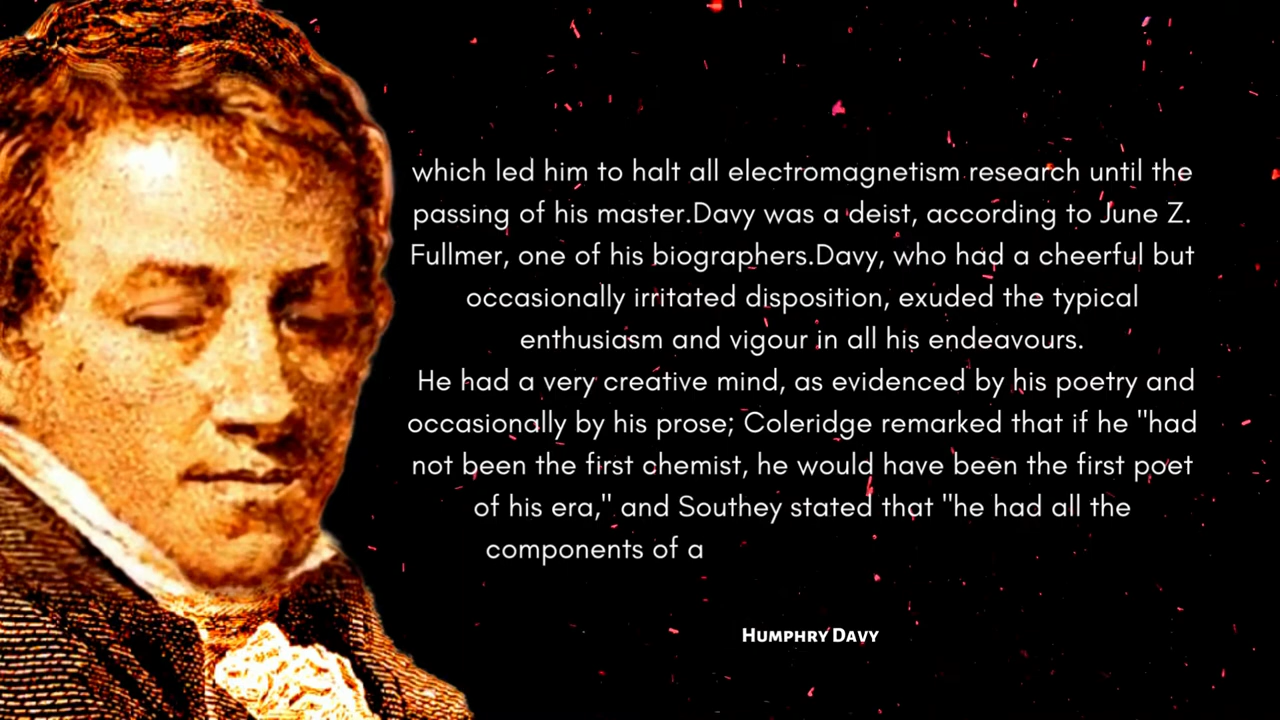 which led him to halt all electromagnetism research until the
passing of his master.Davy was a deist, according to June Z.
Fullmer, one of his biographers.Davy, who had a cheerful but
occasionally irritated disposition, exuded the typical
enthusiasm and vigour in all his endeavours.
He had a very creative mind, as evidenced by his poetry and
occasionally by his prose; Coleridge remarked that if he "had
not been the first chemist, he would have been the first poet
of his era," and Southey stated that "he had all the
components of a
Humphry Davy